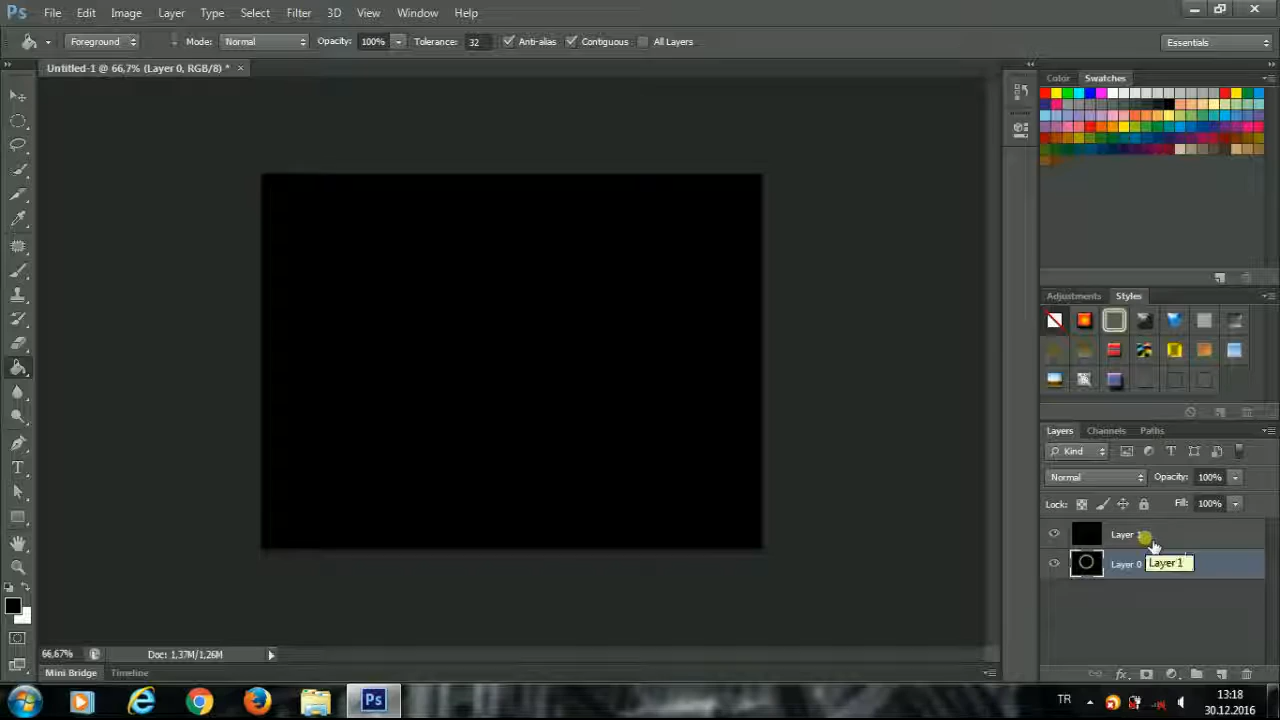 Ps File Edit Image Layer Type Select Filter 3D View Window Help
Foreground Mode: Normal Opacity: 100% Tolerance: 32 Anti-alias Contiguous All Layers Essentials
Untitled-1 @ 66,7% (Layer 0, RGB/8) * ×
Color Swatches
Adjustments Styles
Layers Channels Paths
Kind
Normal Opacity: 100%
Lock: Fill: 100%
Layer 1
Layer 0 Layer 1
66,67% Doc: 1,37M/1,26M
Mini Bridge Timeline
Ps TR 13:18
30.12.2016